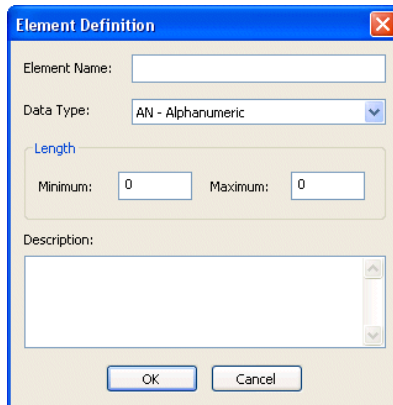 Element Definition
Element Name:
Data Type: AN - Alphanumeric
Length
Minimum: 0 Maximum: 0
Description:
OK Cancel